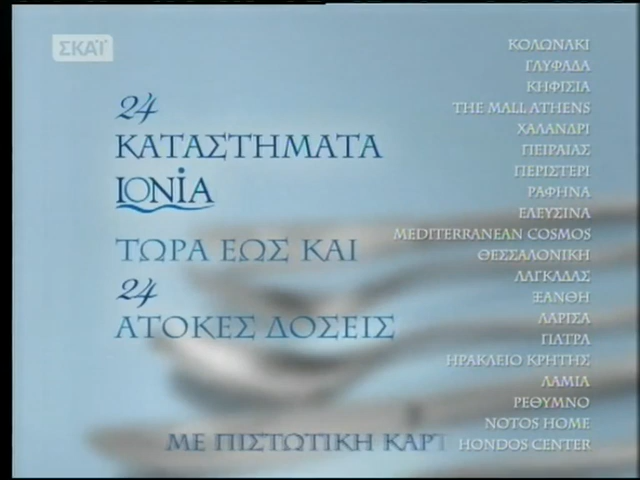 ΣΚΑΪ
24
ΚΑΤΑΣΤΗΜΑΤΑ
IONIA
ΤΩΡΑ ΕΩΣ ΚΑΙ
24
ΑΤΟΚΕΣ ΔΟΣΕΙΣ
ΜΕ ΠΙΣΤΩΤΙΚΗ ΚΑΡΤ
ΚΟΛΩΝΑΚΙ
ΓΛΥΦΑΔΑ
ΚΗΦΙΣΙΑ
THE MALL ATHENS
ΧΑΛΑΝΔΡΙ
ΠΕΙΡΑΙΑΣ
ΠΕΡΙΣΤΕΡΙ
ΡΑΦΗΝΑ
ΕΛΕΥΣΙΝΑ
MEDITERRANEAN COSMOS
ΘΕΣΣΑΛΟΝΙΚΗ
ΛΑΓΚΑΔΑΣ
ΞΑΝΘΗ
ΛΑΡΙΣΑ
ΠΑΤΡΑ
ΗΡΑΚΛΕΙΟ ΚΡΗΤΗΣ
ΛΑΜΙΑ
ΡΕΘΥΜΝΟ
NOTOS HOME
HONDOS CENTER